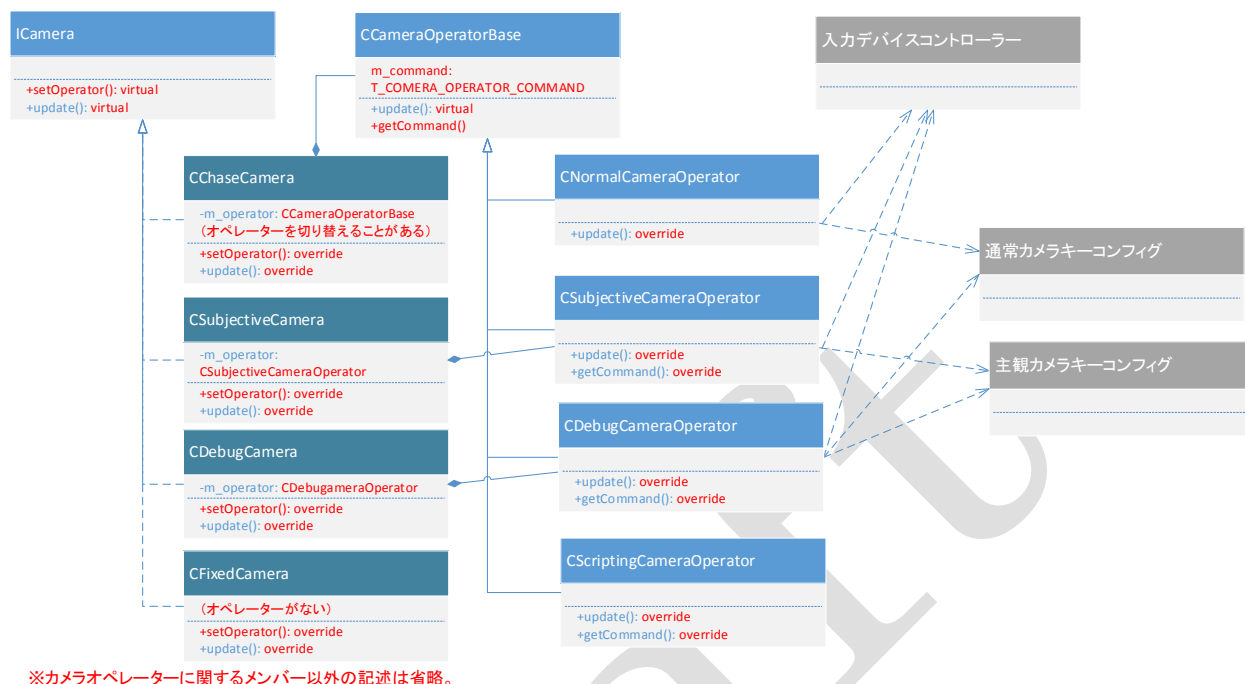 ICamera
+setOperator(): virtual
+update(): virtual
CCameraOperatorBase
m_command:
T_COMERA_OPERATOR_COMMAND
+update(): virtual
+getCommand()
入力デバイスコントローラー
CChaseCamera
-m_operator: CCameraOperatorBase
（オペレーターを切り替えることがある）
+setOperator(): override
+update(): override
CNormalCameraOperator
+update(): override
通常カメラキーコンフィグ
CSubjectiveCamera
-m_operator:
CSubjectiveCameraOperator
+setOperator(): override
+update(): override
CSubjectiveCameraOperator
+update(): override
+getCommand(): override
主観カメラキーコンフィグ
CDebugCamera
-m_operator: CDebugameraOperator
+setOperator(): override
+update(): override
CDebugCameraOperator
+update(): override
+getCommand(): override
CFixedCamera
（オペレーターがない）
+setOperator(): override
+update(): override
CScriptingCameraOperator
+update(): override
+getCommand(): override
※カメラオペレーターに関するメンバー以外の記述は省略。